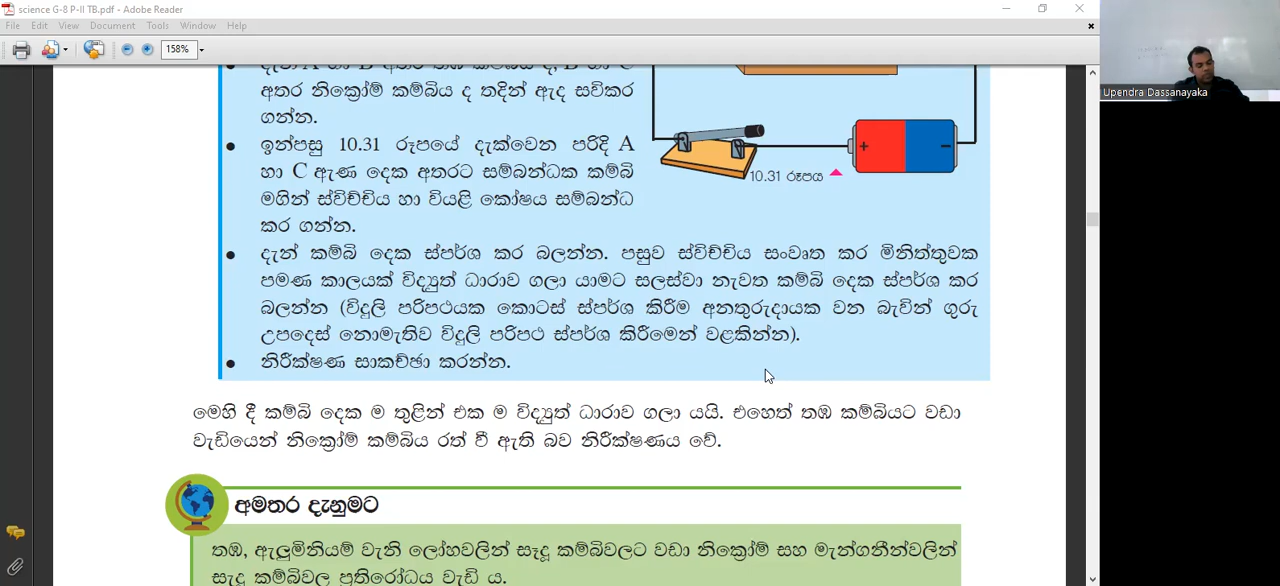 science G-8 P-II TB.pdf - Adobe Reader
File Edit View Document Tools Window Help
158%
Upendra Dassanayaka
අතර නික්‍රෝම් කම්බිය ද තදින් ඇද සවිකර
ගන්න.
ඉන්පසු 10.31 රූපයේ දැක්වෙන පරිදි A
හා C ඇණ දෙක අතරට සම්බන්ධක කම්බි
මගින් ස්විච්චිය හා වියළි කෝෂය සම්බන්ධ
කර ගන්න.
+ −
10.31 රූපය
දැන් කම්බි දෙක ස්පර්ශ කර බලන්න. පසුව ස්විච්චිය සංවෘත කර මිනිත්තුවක
පමණ කාලයක් විද්‍යුත් ධාරාව ගලා යාමට සලස්වා නැවත කම්බි දෙක ස්පර්ශ කර
බලන්න (විදුලි පරිපථයක කොටස් ස්පර්ශ කිරීම අනතුරුදායක වන බැවින් ගුරු
උපදෙස් නොමැතිව විදුලි පරිපථ ස්පර්ශ කිරීමෙන් වළකින්න).
නිරීක්ෂණ සාකච්ඡා කරන්න.
මෙහි දී කම්බි දෙක ම තුළින් එක ම විද්‍යුත් ධාරාව ගලා යයි. එහෙත් තඹ කම්බියට වඩා
වැඩියෙන් නික්‍රෝම් කම්බිය රත් වී ඇති බව නිරීක්ෂණය වේ.
අමතර දැනුමට
තඹ, ඇලුමිනියම් වැනි ලෝහවලින් සෑදූ කම්බිවලට වඩා නික්‍රෝම් සහ මැන්ගනීන්වලින්
සෑදූ කම්බිවල ප්‍රතිරෝධය වැඩි ය.